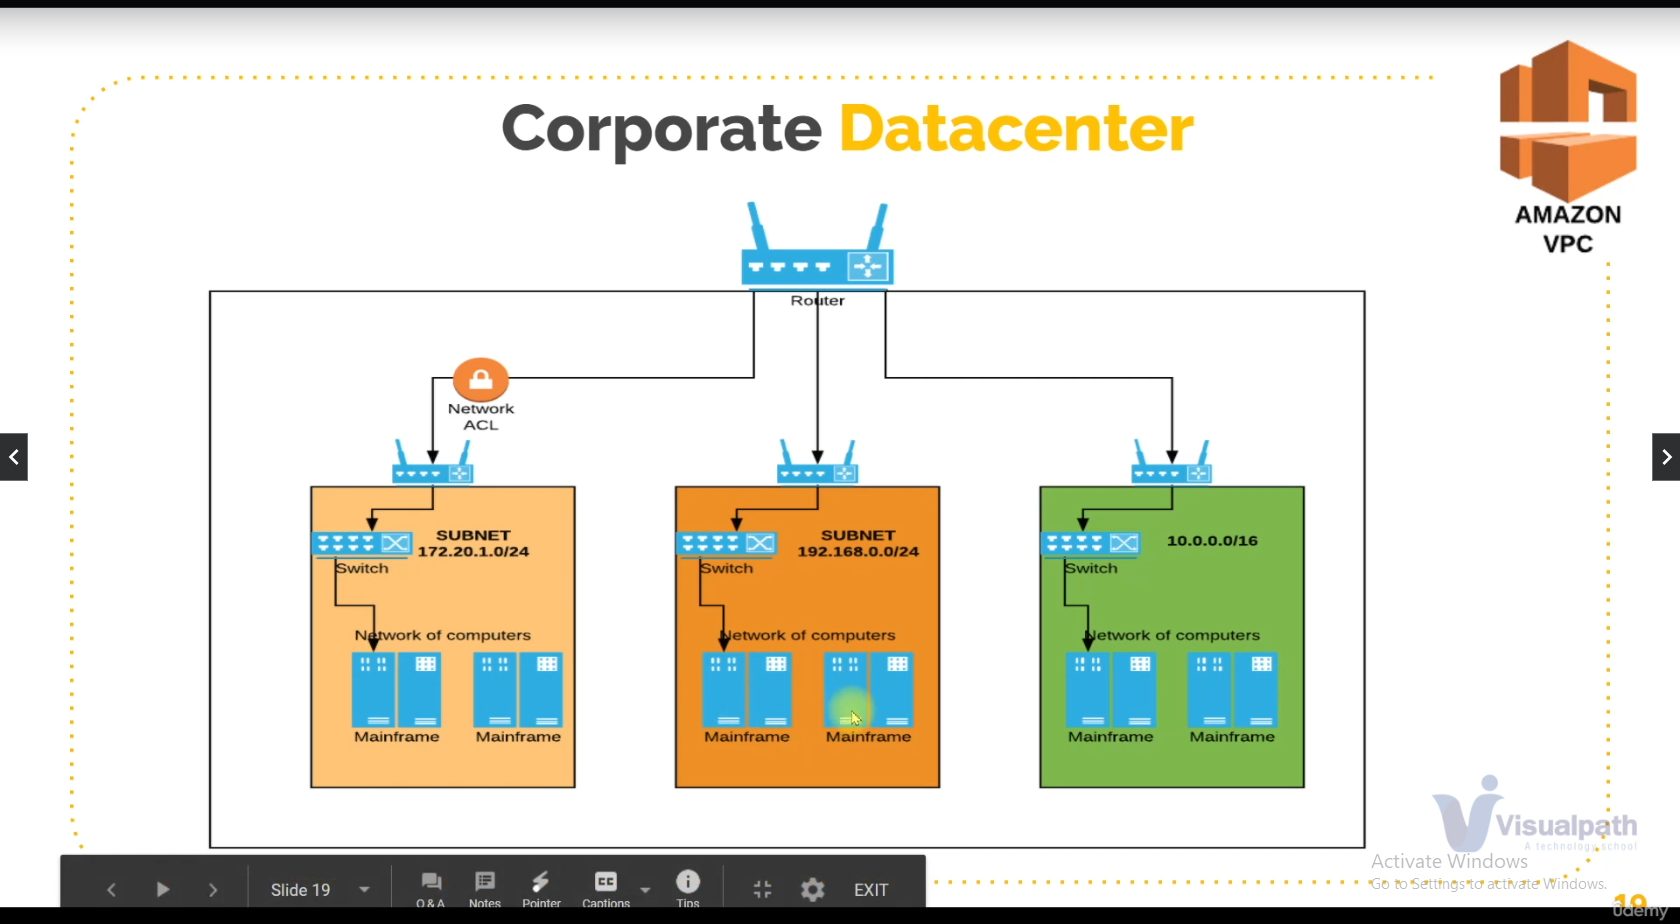 Corporate Datacenter
AMAZON
VPC
Router
Network
ACL
SUBNET
172.20.1.0/24
Switch
Network of computers
Mainframe
Mainframe
SUBNET
192.168.0.0/24
Switch
Network of computers
Mainframe
Mainframe
10.0.0.0/16
Switch
Network of computers
Mainframe
Mainframe
Visualpath
A technology school
Activate Windows
Go to Settings to activate Windows.
Slide 19
Q & A
Notes
Pointer
CC
Captions
Tips
EXIT
19
ûdemy